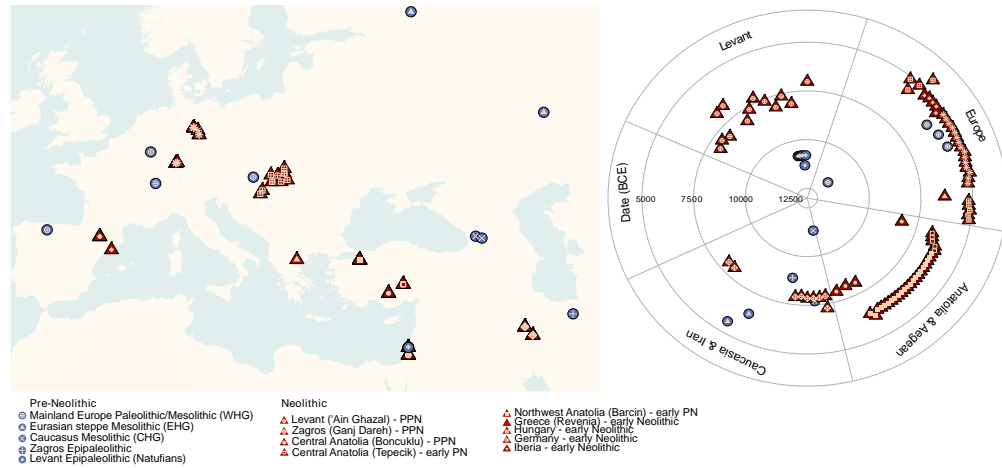 Levant
Europe
Date (BCE)
5000
7500
10000
12500
Caucasia & Iran
Anatolia & Aegean
Pre-Neolithic
Mainland Europe Paleolithic/Mesolithic (WHG)
Eurasian steppe Mesolithic (EHG)
Caucasus Mesolithic (CHG)
Zagros Epipaleolithic
Levant Epipaleolithic (Natufians)
Neolithic
Levant ('Ain Ghazal) - PPN
Zagros (Ganj Dareh) - PPN
Central Anatolia (Boncuklu) - PPN
Central Anatolia (Tepecik) - early PN
Northwest Anatolia (Barcin) - early PN
Greece (Revenia) - early Neolithic
Hungary - early Neolithic
Germany - early Neolithic
Iberia - early Neolithic